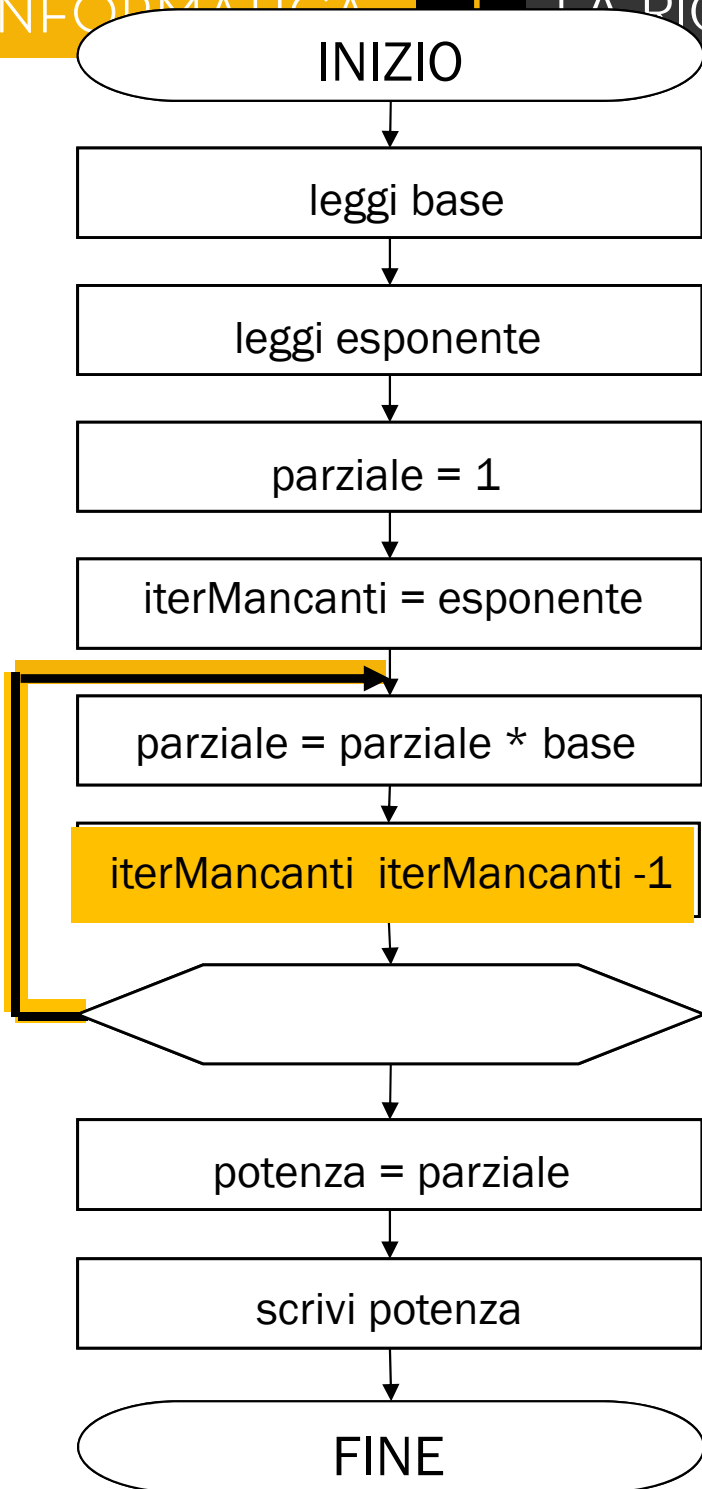 INIZIO
leggi base
leggi esponente
parziale = 1
iterMancanti = esponente
parziale = parziale * base
iterMancanti iterMancanti -1
potenza = parziale
scrivi potenza
FINE